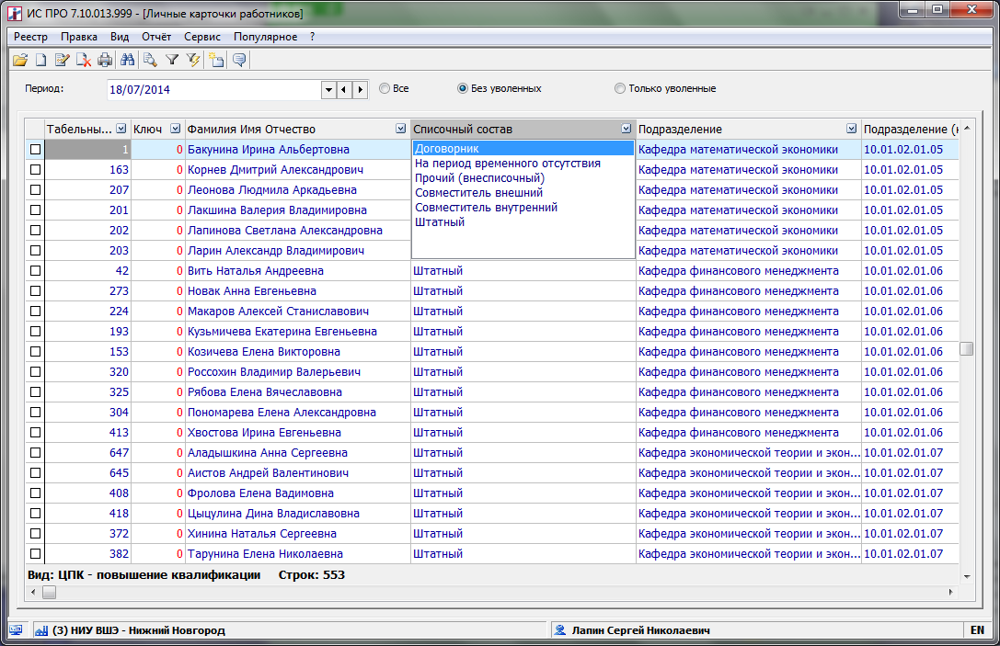 ИС ПРО 7.10.013.999 - [Личные карточки работников]
Реестр Правка Вид Отчёт Сервис Популярное ?
Период: 18/07/2014 Все Без уволенных Только уволенные
Табельны... Ключ Фамилия Имя Отчество Списочный состав Подразделение Подразделение (к
1 0 Бакунина Ирина Альбертовна Договорник Кафедра математической экономики 10.01.02.01.05
На период временного отсутствия
163 0 Корнев Дмитрий Александрович Кафедра математической экономики 10.01.02.01.05
Прочий (внесписочный)
207 0 Леонова Людмила Аркадьевна Совместитель внешний Кафедра математической экономики 10.01.02.01.05
201 0 Лакшина Валерия Владимировна Совместитель внутренний Кафедра математической экономики 10.01.02.01.05
202 0 Лапинова Светлана Александровна Штатный Кафедра математической экономики 10.01.02.01.05
203 0 Ларин Александр Владимирович Кафедра математической экономики 10.01.02.01.05
42 0 Вить Наталья Андреевна Штатный Кафедра финансового менеджмента 10.01.02.01.06
273 0 Новак Анна Евгеньевна Штатный Кафедра финансового менеджмента 10.01.02.01.06
224 0 Макаров Алексей Станиславович Штатный Кафедра финансового менеджмента 10.01.02.01.06
193 0 Кузьмичева Екатерина Евгеньевна Штатный Кафедра финансового менеджмента 10.01.02.01.06
153 0 Козичева Елена Викторовна Штатный Кафедра финансового менеджмента 10.01.02.01.06
320 0 Россохин Владимир Валерьевич Штатный Кафедра финансового менеджмента 10.01.02.01.06
325 0 Рябова Елена Вячеславовна Штатный Кафедра финансового менеджмента 10.01.02.01.06
304 0 Пономарева Елена Александровна Штатный Кафедра финансового менеджмента 10.01.02.01.06
413 0 Хвостова Ирина Евгеньевна Штатный Кафедра финансового менеджмента 10.01.02.01.06
647 0 Аладышкина Анна Сергеевна Штатный Кафедра экономической теории и экон... 10.01.02.01.07
645 0 Аистов Андрей Валентинович Штатный Кафедра экономической теории и экон... 10.01.02.01.07
408 0 Фролова Елена Вадимовна Штатный Кафедра экономической теории и экон... 10.01.02.01.07
418 0 Цыцулина Дина Владиславовна Штатный Кафедра экономической теории и экон... 10.01.02.01.07
372 0 Хинина Наталья Сергеевна Штатный Кафедра экономической теории и экон... 10.01.02.01.07
382 0 Тарунина Елена Николаевна Штатный Кафедра экономической теории и экон... 10.01.02.01.07
Вид: ЦПК - повышение квалификации Строк: 553
(3) НИУ ВШЭ - Нижний Новгород Лапин Сергей Николаевич EN